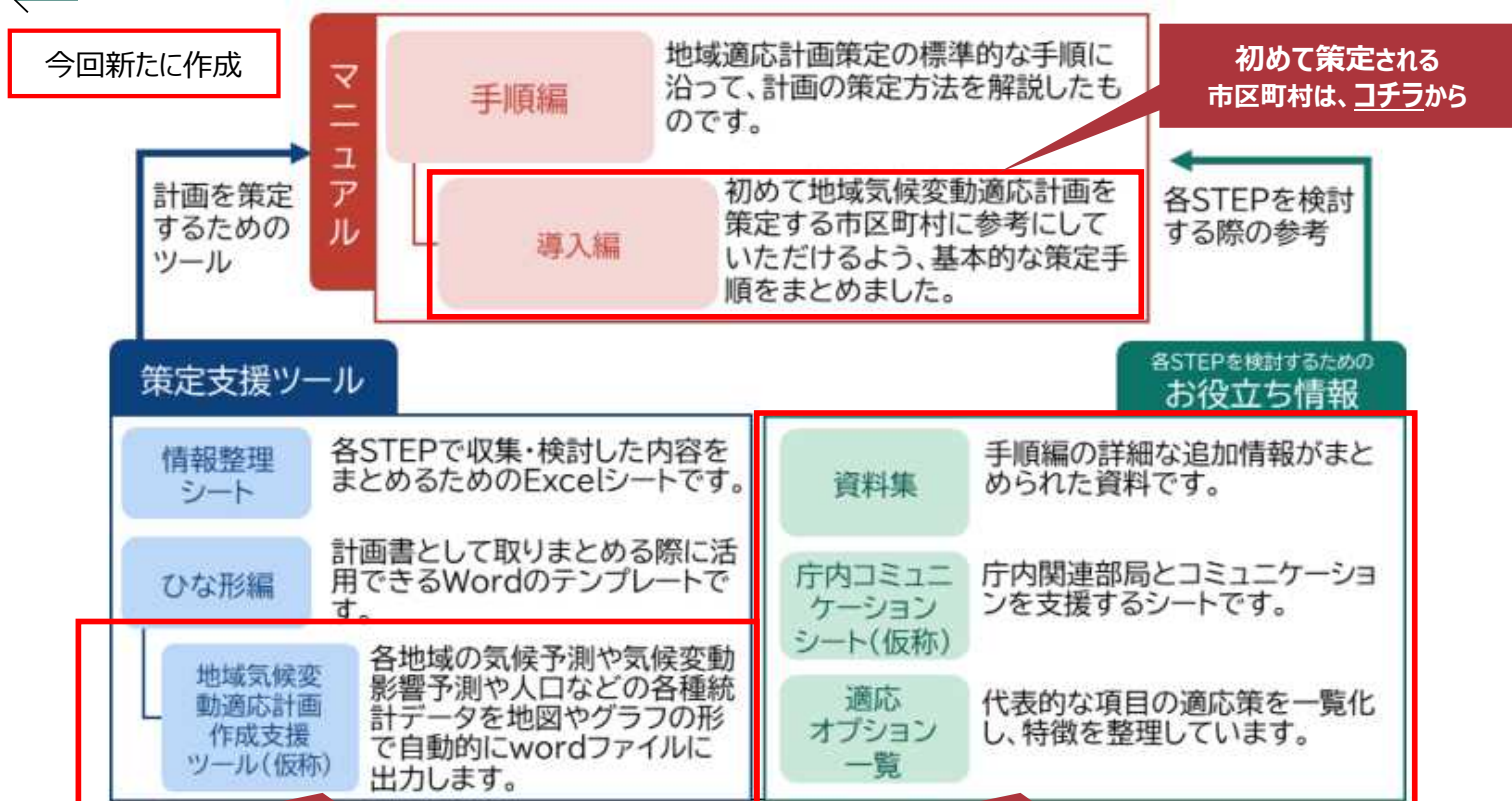 今回新たに作成
マニュアル
手順編
地域適応計画策定の標準的な手順に
沿って、計画の策定方法を解説したも
のです。
初めて策定される
市区町村は、コチラから
導入編
初めて地域気候変動適応計画を
策定する市区町村に参考にして
いただけるよう、基本的な策定手
順をまとめました。
計画を策定
するための
ツール
各STEPを検討
する際の参考
策定支援ツール
情報整理
シート
各STEPで収集・検討した内容を
まとめるためのExcelシートです。
ひな形編
計画書として取りまとめる際に活
用できるWordのテンプレートで
す。
地域気候変
動適応計画
作成支援
ツール(仮称)
各地域の気候予測や気候変動
影響予測や人口などの各種統
計データを地図やグラフの形
で自動的にwordファイルに
出力します。
各STEPを検討するための
お役立ち情報
資料集
手順編の詳細な追加情報がまと
められた資料です。
庁内コミュニ
ケーション
シート(仮称)
庁内関連部局とコミュニケーショ
ンを支援するシートです。
適応
オプション
一覧
代表的な項目の適応策を一覧化
し、特徴を整理しています。